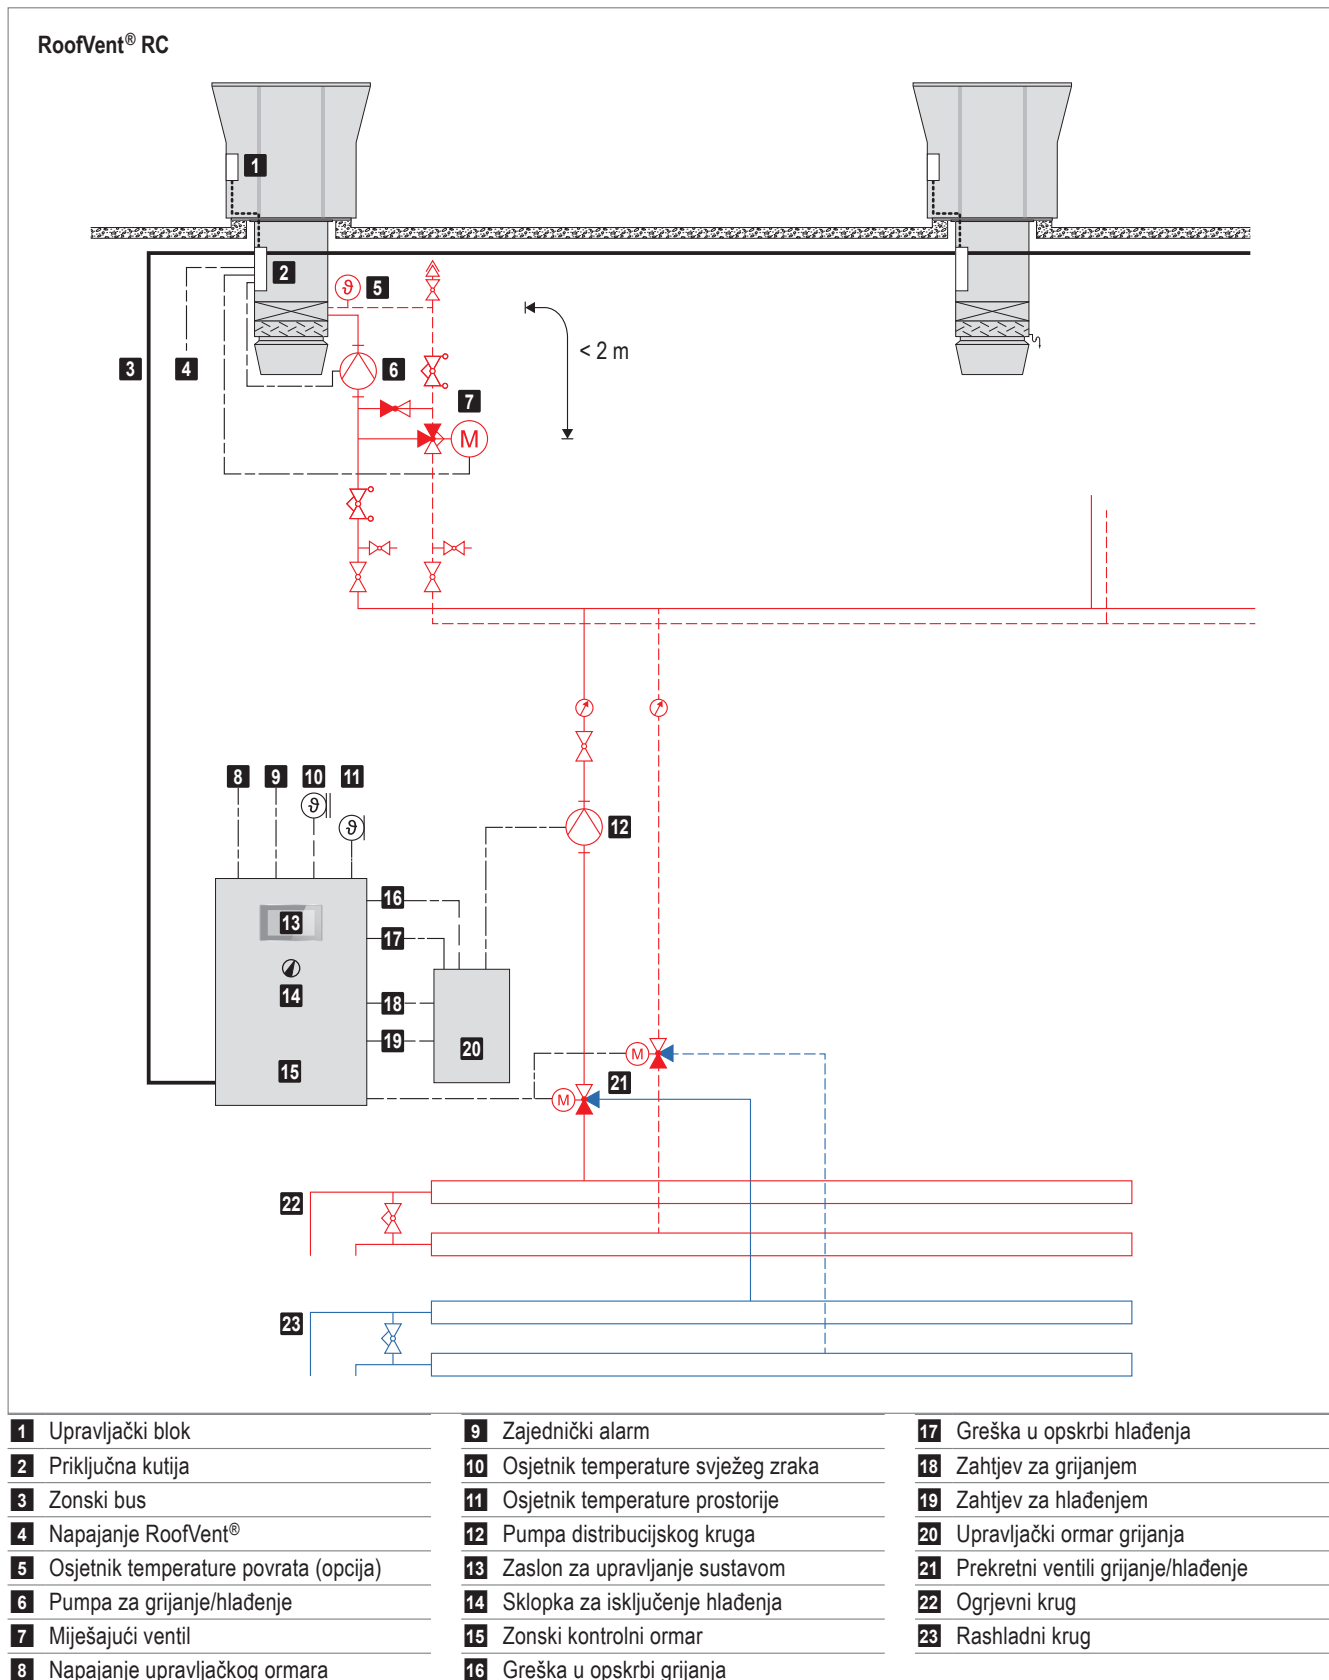 RoofVent® RC
1
2
5
< 2 m
3
4
6
7
M
8
9
10
11
12
16
13
17
14
18
19
20
15
M
21
M
22
23
1 Upravljački blok
2 Priključna kutija
3 Zonski bus
4 Napajanje RoofVent®
5 Osjetnik temperature povrata (opcija)
6 Pumpa za grijanje/hlađenje
7 Miješajući ventil
8 Napajanje upravljačkog ormara
9 Zajednički alarm
10 Osjetnik temperature svježeg zraka
11 Osjetnik temperature prostorije
12 Pumpa distribucijskog kruga
13 Zaslon za upravljanje sustavom
14 Sklopka za isključenje hlađenja
15 Zonski kontrolni ormar
16 Greška u opskrbi grijanja
17 Greška u opskrbi hlađenja
18 Zahtjev za grijanjem
19 Zahtjev za hlađenjem
20 Upravljački ormar grijanja
21 Prekretni ventili grijanje/hlađenje
22 Ogrjevni krug
23 Rashladni krug